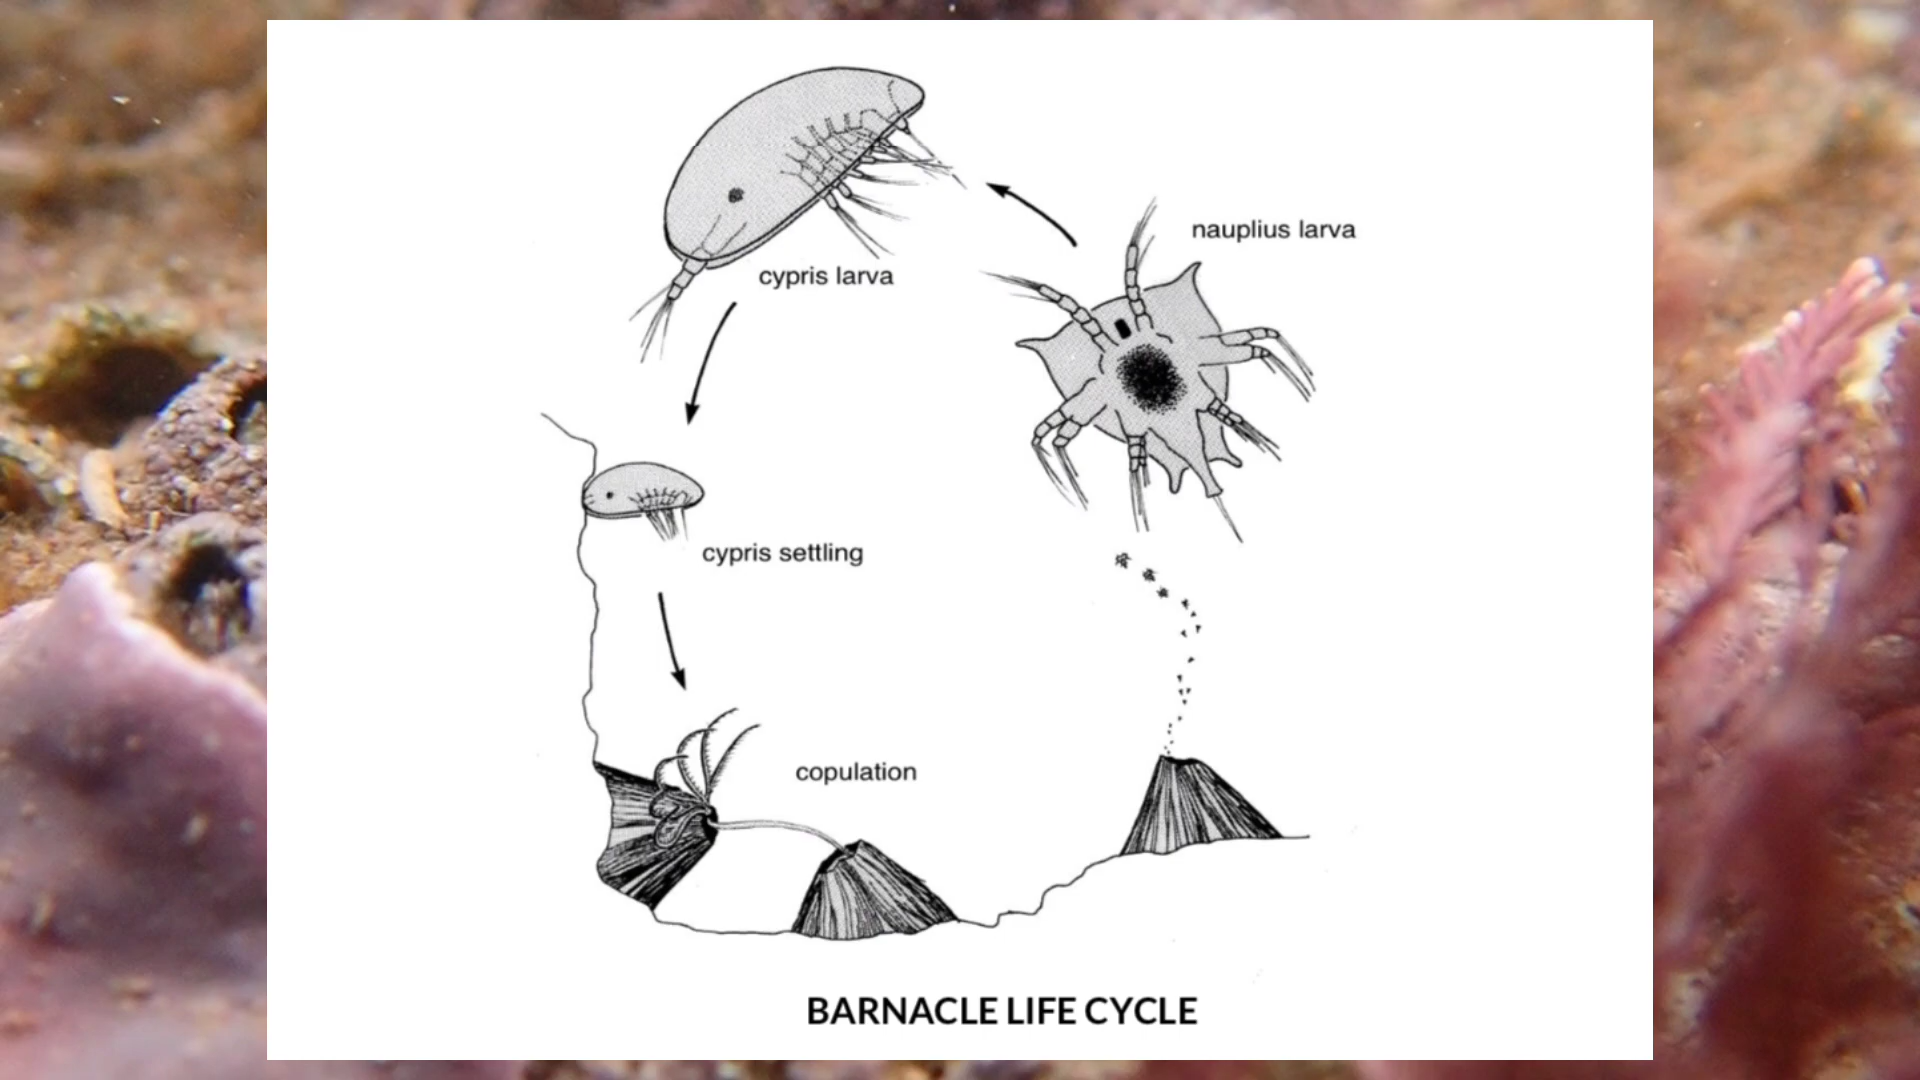 nauplius larva
cypris larva
cypris settling
copulation
BARNACLE LIFE CYCLE